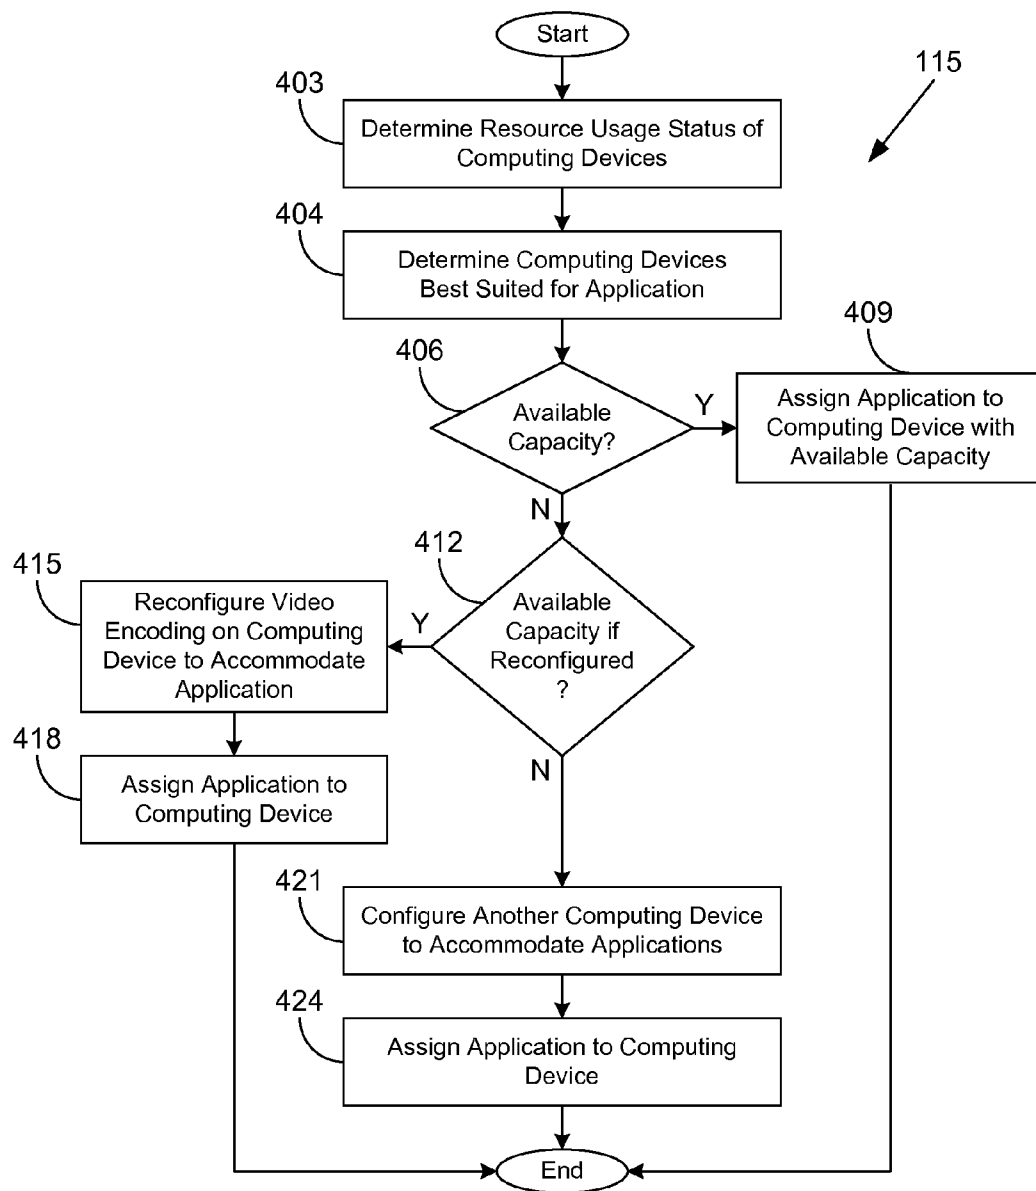 Start
115
403
Determine Resource Usage Status of
Computing Devices
404
Determine Computing Devices
Best Suited for Application
409
406
Available
Capacity?
Y
Assign Application to
Computing Device with
Available Capacity
N
412
415
Available
Capacity if
Reconfigured
?
Y
Reconfigure Video
Encoding on Computing
Device to Accommodate
Application
418
Assign Application to
Computing Device
N
421
Configure Another Computing Device
to Accommodate Applications
424
Assign Application to Computing
Device
End